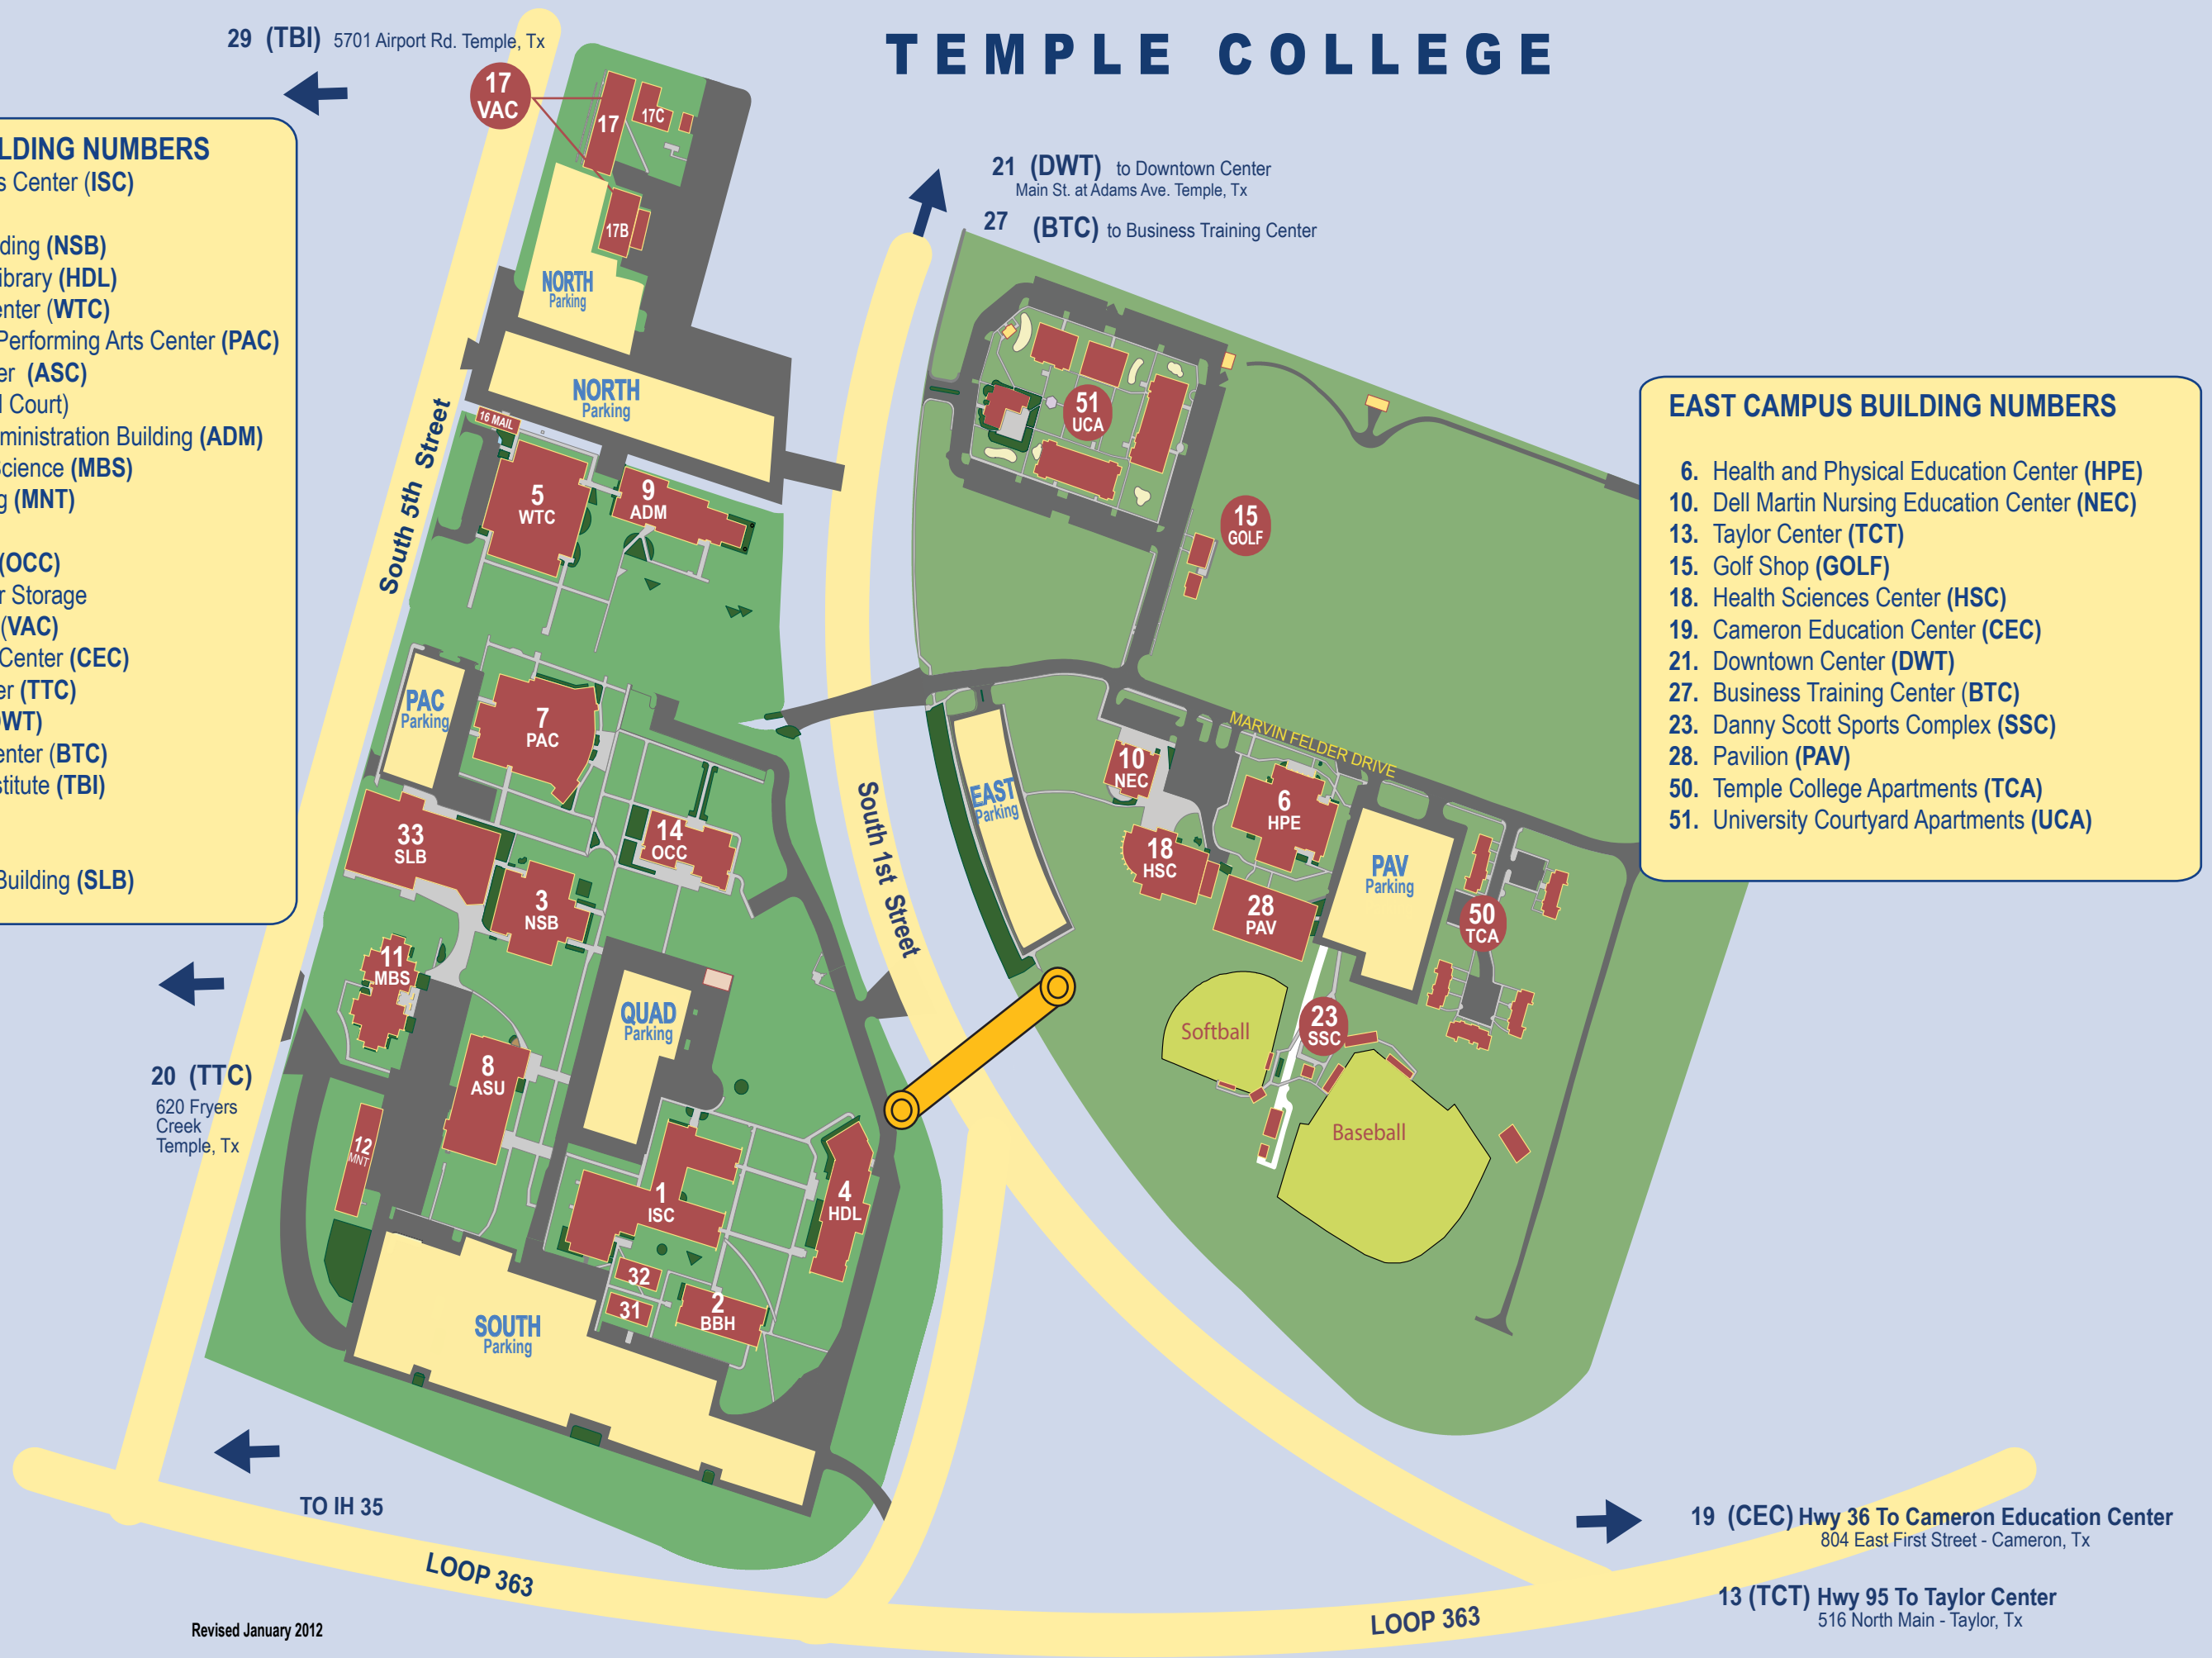 TEMPLE COLLEGE
29 (TBI) 5701 Airport Rd. Temple, Tx
17
VAC
17
17C
17B
NORTH
Parking
NORTH
Parking
21 (DWT) to Downtown Center
Main St. at Adams Ave. Temple, Tx
27 (BTC) to Business Training Center
LDING NUMBERS
s Center (ISC)
ding (NSB)
ibrary (HDL)
enter (WTC)
Performing Arts Center (PAC)
er (ASC)
l Court)
ministration Building (ADM)
Science (MBS)
g (MNT)
(OCC)
r Storage
(VAC)
Center (CEC)
er (TTC)
DWT)
enter (BTC)
stitute (TBI)
Building (SLB)
EAST CAMPUS BUILDING NUMBERS
6. Health and Physical Education Center (HPE)
10. Dell Martin Nursing Education Center (NEC)
13. Taylor Center (TCT)
15. Golf Shop (GOLF)
18. Health Sciences Center (HSC)
19. Cameron Education Center (CEC)
21. Downtown Center (DWT)
27. Business Training Center (BTC)
23. Danny Scott Sports Complex (SSC)
28. Pavilion (PAV)
50. Temple College Apartments (TCA)
51. University Courtyard Apartments (UCA)
South 5th Street
16 MAIL
5
WTC
9
ADM
51
UCA
15
GOLF
PAC
Parking
7
PAC
14
OCC
33
SLB
3
NSB
11
MBS
QUAD
Parking
8
ASU
12
MNT
1
ISC
4
HDL
32
31
2
BBH
SOUTH
Parking
South 1st Street
EAST
Parking
10
NEC
MARVIN FELDER DRIVE
6
HPE
18
HSC
28
PAV
PAV
Parking
50
TCA
23
SSC
Softball
Baseball
20 (TTC)
620 Fryers
Creek
Temple, Tx
TO IH 35
LOOP 363
LOOP 363
19 (CEC) Hwy 36 To Cameron Education Center
804 East First Street - Cameron, Tx
13 (TCT) Hwy 95 To Taylor Center
516 North Main - Taylor, Tx
Revised January 2012